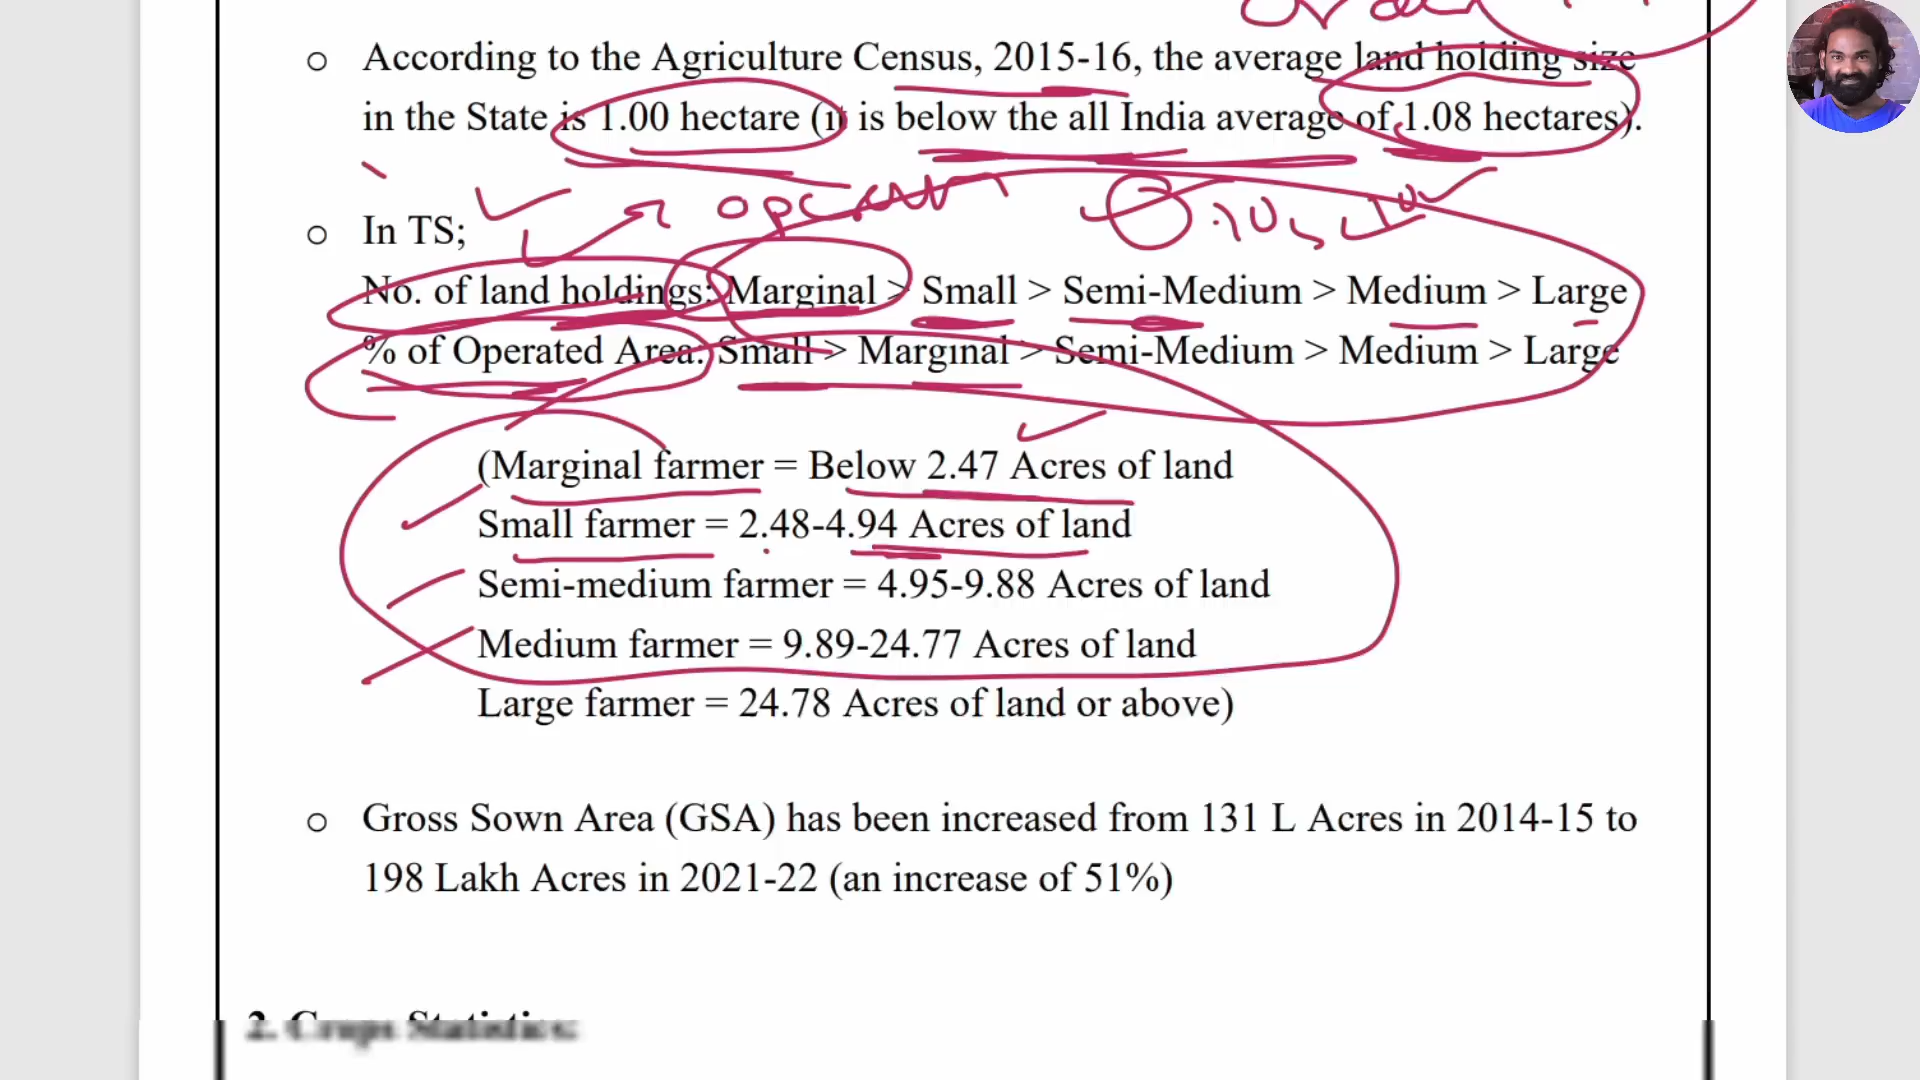 o According to the Agriculture Census, 2015-16, the average land holding size
in the State is 1.00 hectare (it is below the all India average of 1.08 hectares).
o In TS;
No. of land holdings: Marginal > Small > Semi-Medium > Medium > Large
% of Operated Area: Small > Marginal > Semi-Medium > Medium > Large
(Marginal farmer = Below 2.47 Acres of land
Small farmer = 2.48-4.94 Acres of land
Semi-medium farmer = 4.95-9.88 Acres of land
Medium farmer = 9.89-24.77 Acres of land
Large farmer = 24.78 Acres of land or above)
o Gross Sown Area (GSA) has been increased from 131 L Acres in 2014-15 to
198 Lakh Acres in 2021-22 (an increase of 51%)
2. Crops Statistics: